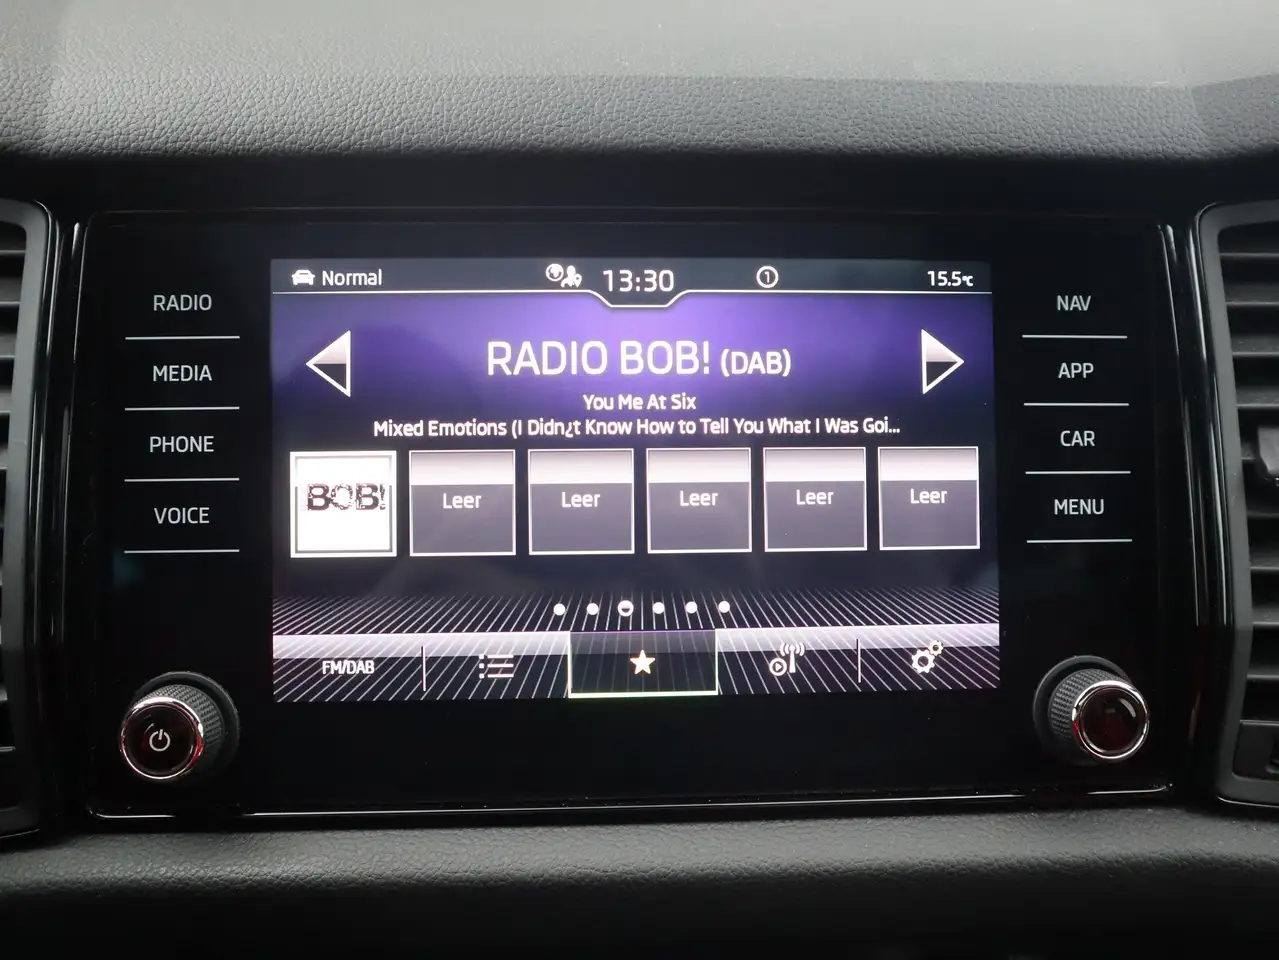 Normal
13:30
1
15.5℃
RADIO
MEDIA
PHONE
VOICE
RADIO BOB! (DAB)
You Me At Six
Mixed Emotions (I Didn¿t Know How to Tell You What I Was Goi...
BOB!
Leer
Leer
Leer
Leer
Leer
FM/DAB
NAV
APP
CAR
MENU